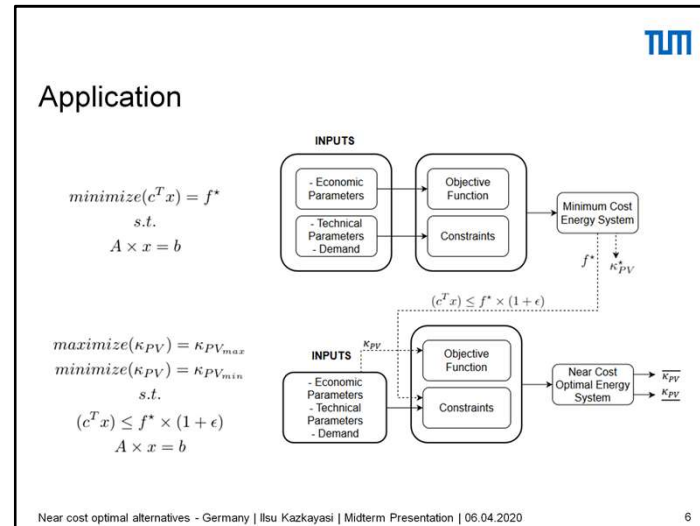 TUM
Application
minimize(c^T x) = f*
s.t.
A × x = b
INPUTS
- Economic
Parameters
- Technical
Parameters
- Demand
Objective
Function
Constraints
Minimum Cost
Energy System
f*
κ*_PV
(c^T x) ≤ f* × (1 + ϵ)
maximize(κ_PV) = κ_PV_max
minimize(κ_PV) = κ_PV_min
s.t.
(c^T x) ≤ f* × (1 + ϵ)
A × x = b
INPUTS
κ_PV
- Economic
Parameters
- Technical
Parameters
- Demand
Objective
Function
Constraints
Near Cost
Optimal Energy
System
κ̅_PV
κ̲_PV
Near cost optimal alternatives - Germany | Ilsu Kazkayasi | Midterm Presentation | 06.04.2020
6